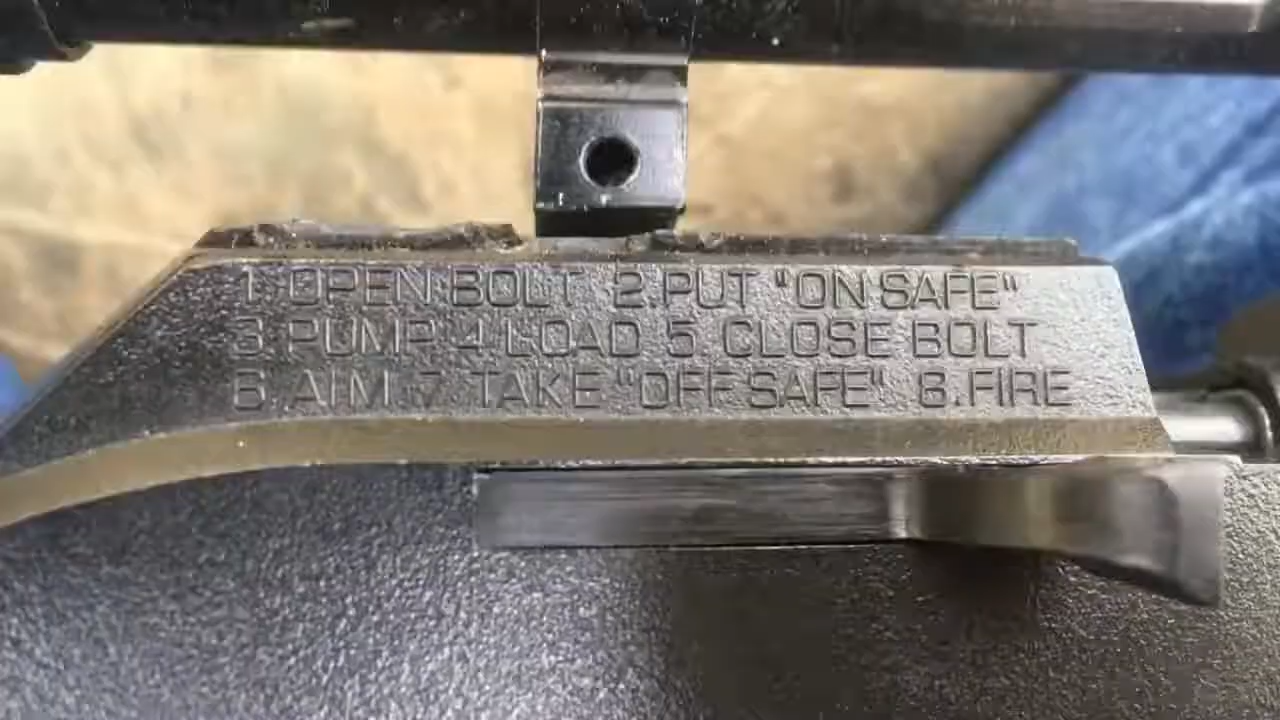 1. OPEN BOLT 2. PUT "ON SAFE"
3. PUMP 4. LOAD 5. CLOSE BOLT
6. AIM 7. TAKE "OFF SAFE" 8. FIRE